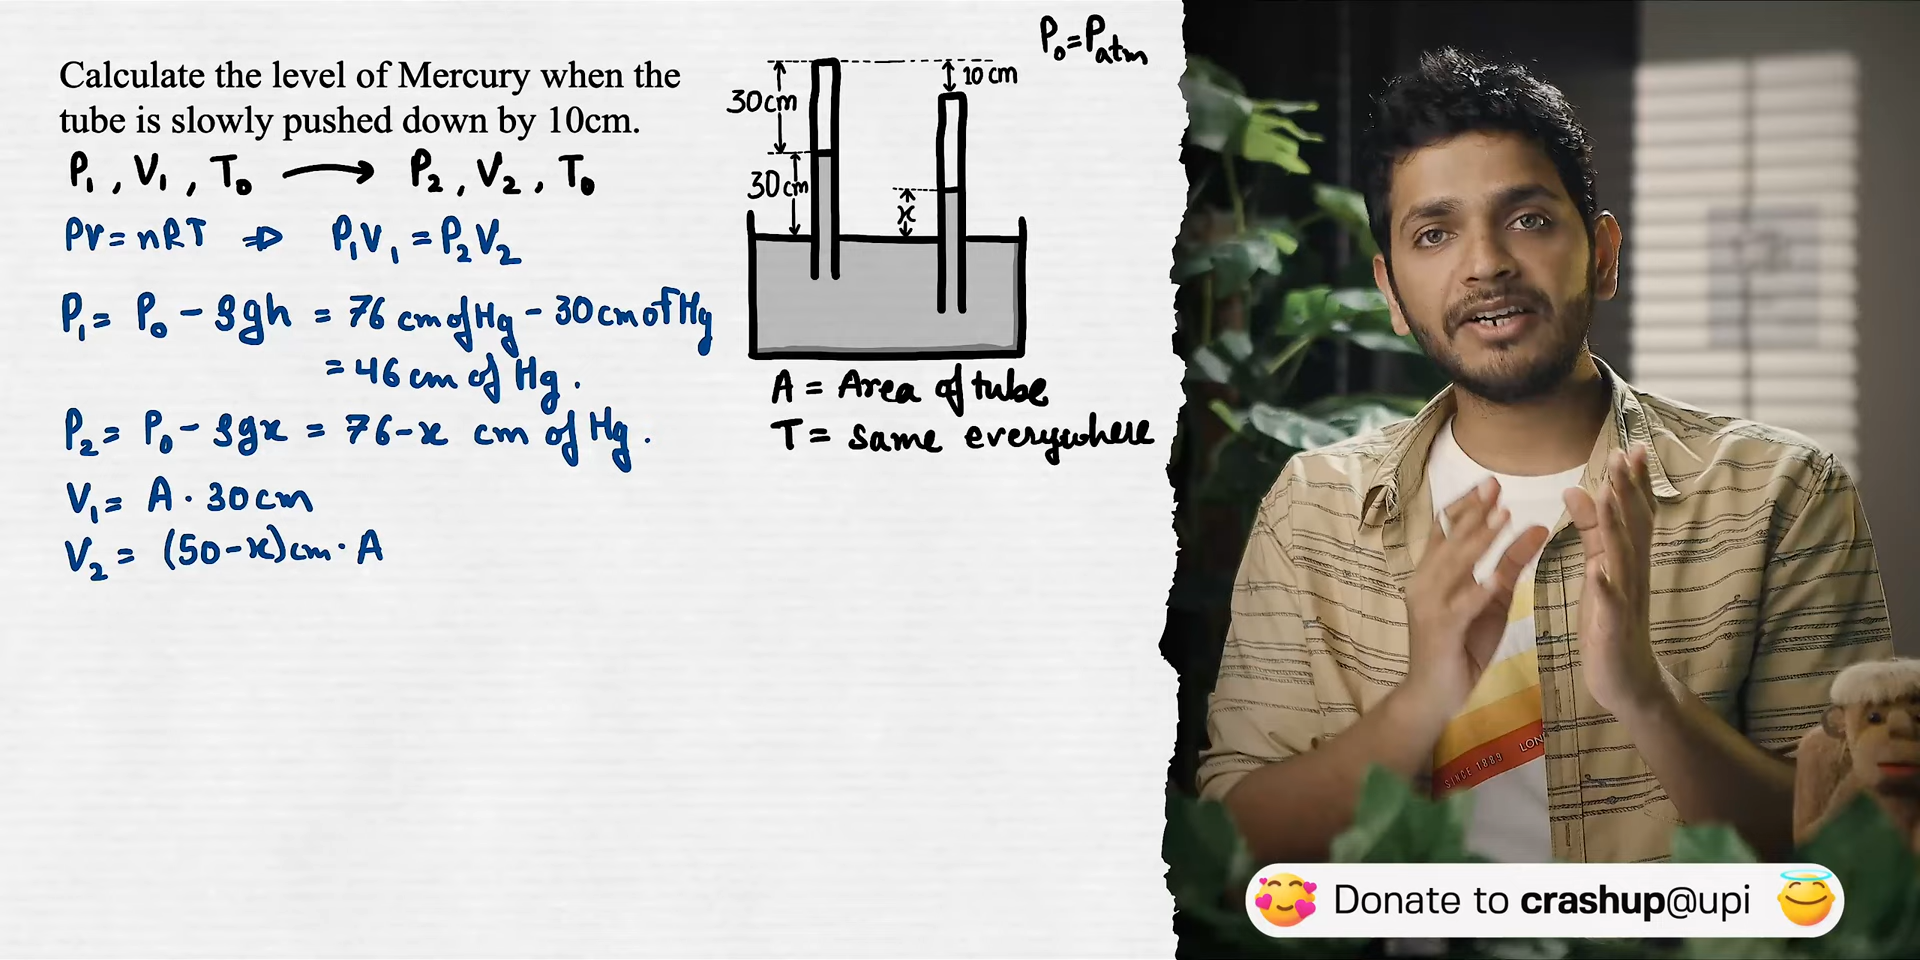 Calculate the level of Mercury when the
tube is slowly pushed down by 10cm.
P₁ , V₁ , T₀ ⟶ P₂ , V₂ , T₀
PV = nRT ⇒ P₁V₁ = P₂V₂
P₁ = P₀ - ρgh = 76 cm of Hg - 30 cm of Hg
= 46 cm of Hg .
P₂ = P₀ - ρgx = 76-x cm of Hg .
V₁ = A · 30 cm
V₂ = (50-x)cm · A
P₀ = Patm
30 cm
10 cm
30 cm
x
A = Area of tube
T = same everywhere
LON
SINCE 1889
Donate to crashup@upi